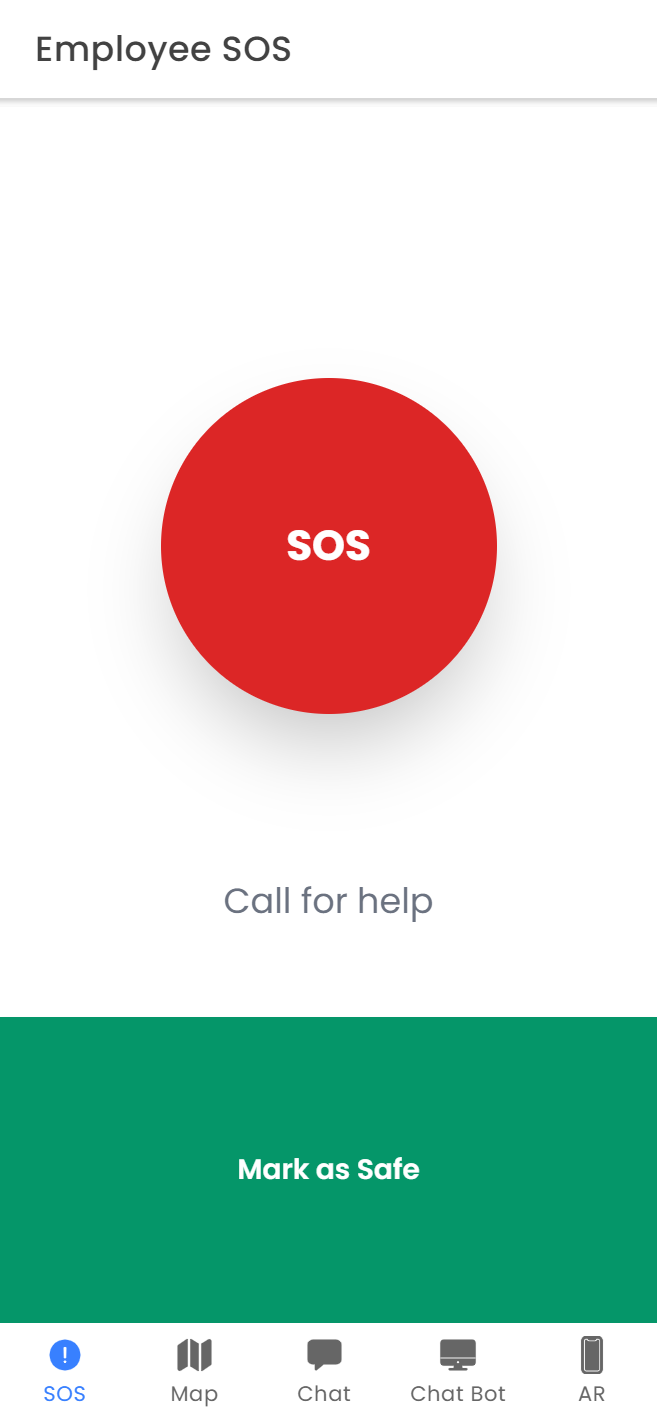 Employee SOS
SOS
Call for help
Mark as Safe
SOS Map Chat Chat Bot AR